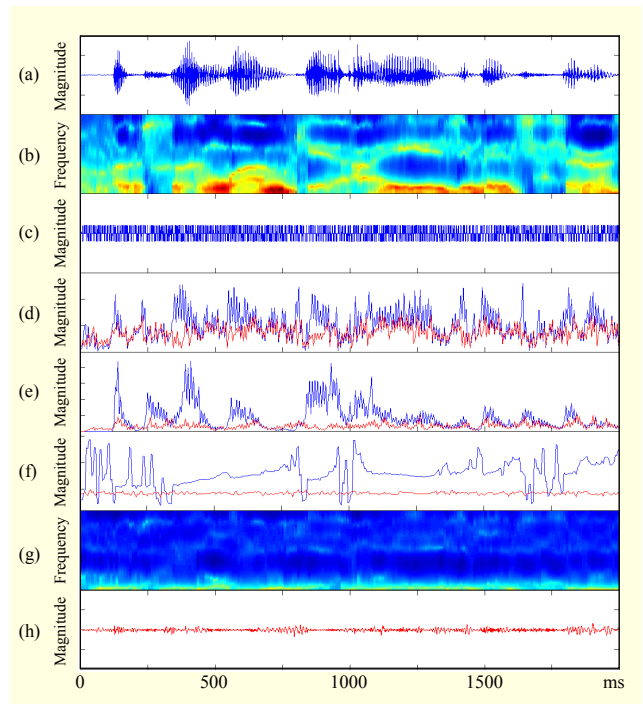 (a) Magnitude
(b) Frequency
(c) Magnitude
(d) Magnitude
(e) Magnitude
(f) Magnitude
(g) Frequency
(h) Magnitude
0 500 1000 1500 ms